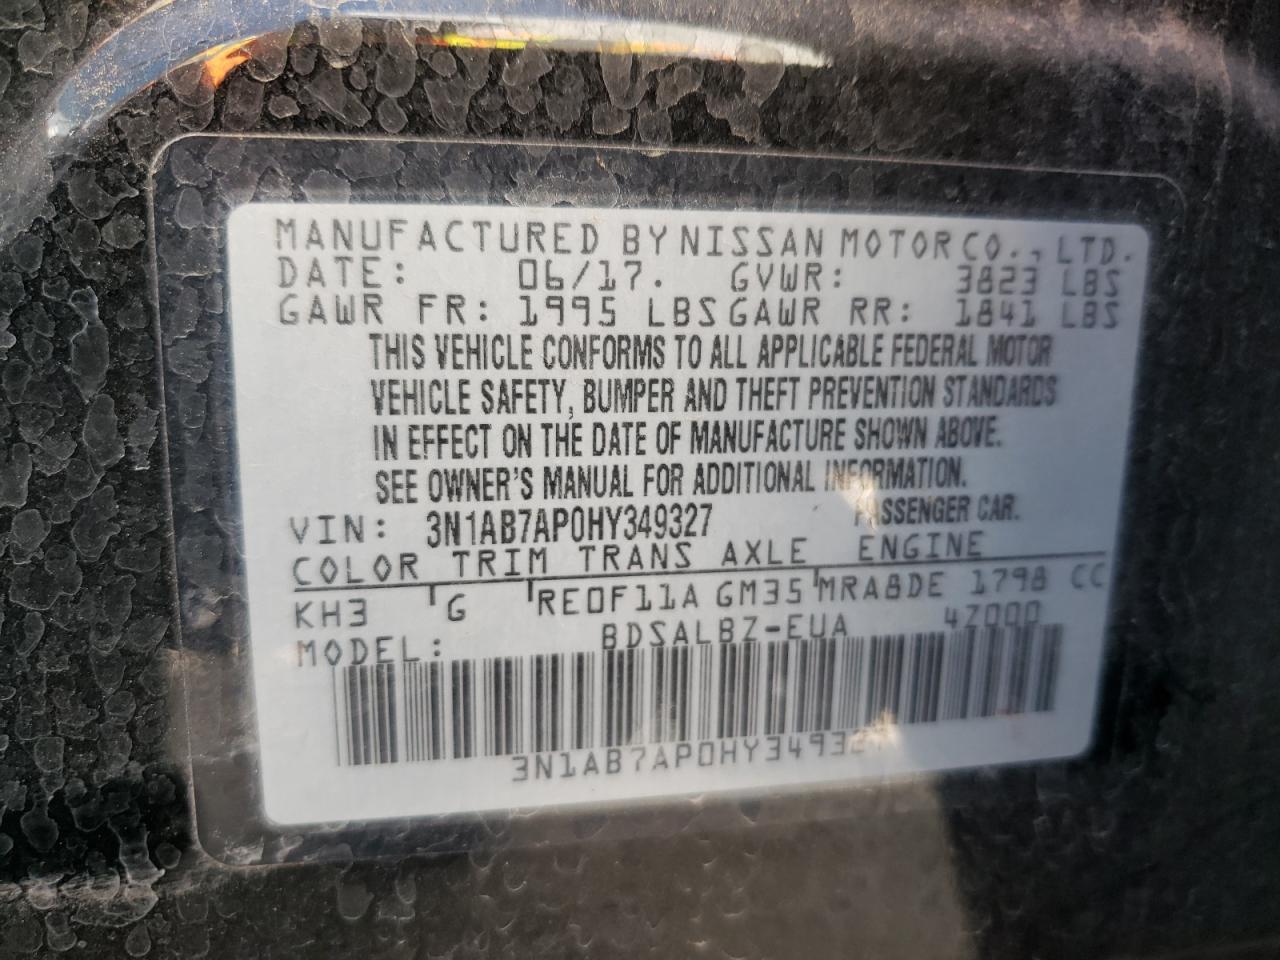 MANUFACTURED BY NISSAN MOTOR CO., LTD.
DATE: 06/17. GVWR: 3823 LBS
GAWR FR: 1995 LBS GAWR RR: 1841 LBS
THIS VEHICLE CONFORMS TO ALL APPLICABLE FEDERAL MOTOR
VEHICLE SAFETY, BUMPER AND THEFT PREVENTION STANDARDS
IN EFFECT ON THE DATE OF MANUFACTURE SHOWN ABOVE.
SEE OWNER'S MANUAL FOR ADDITIONAL INFORMATION.
VIN: 3N1AB7AP0HY349327 PASSENGER CAR.
COLOR TRIM TRANS AXLE ENGINE
KH3 G RE0F11A GM35 MRA8DE 1798 CC
MODEL: BDSALBZ-EUA 4Z000
3N1AB7AP0HY349327